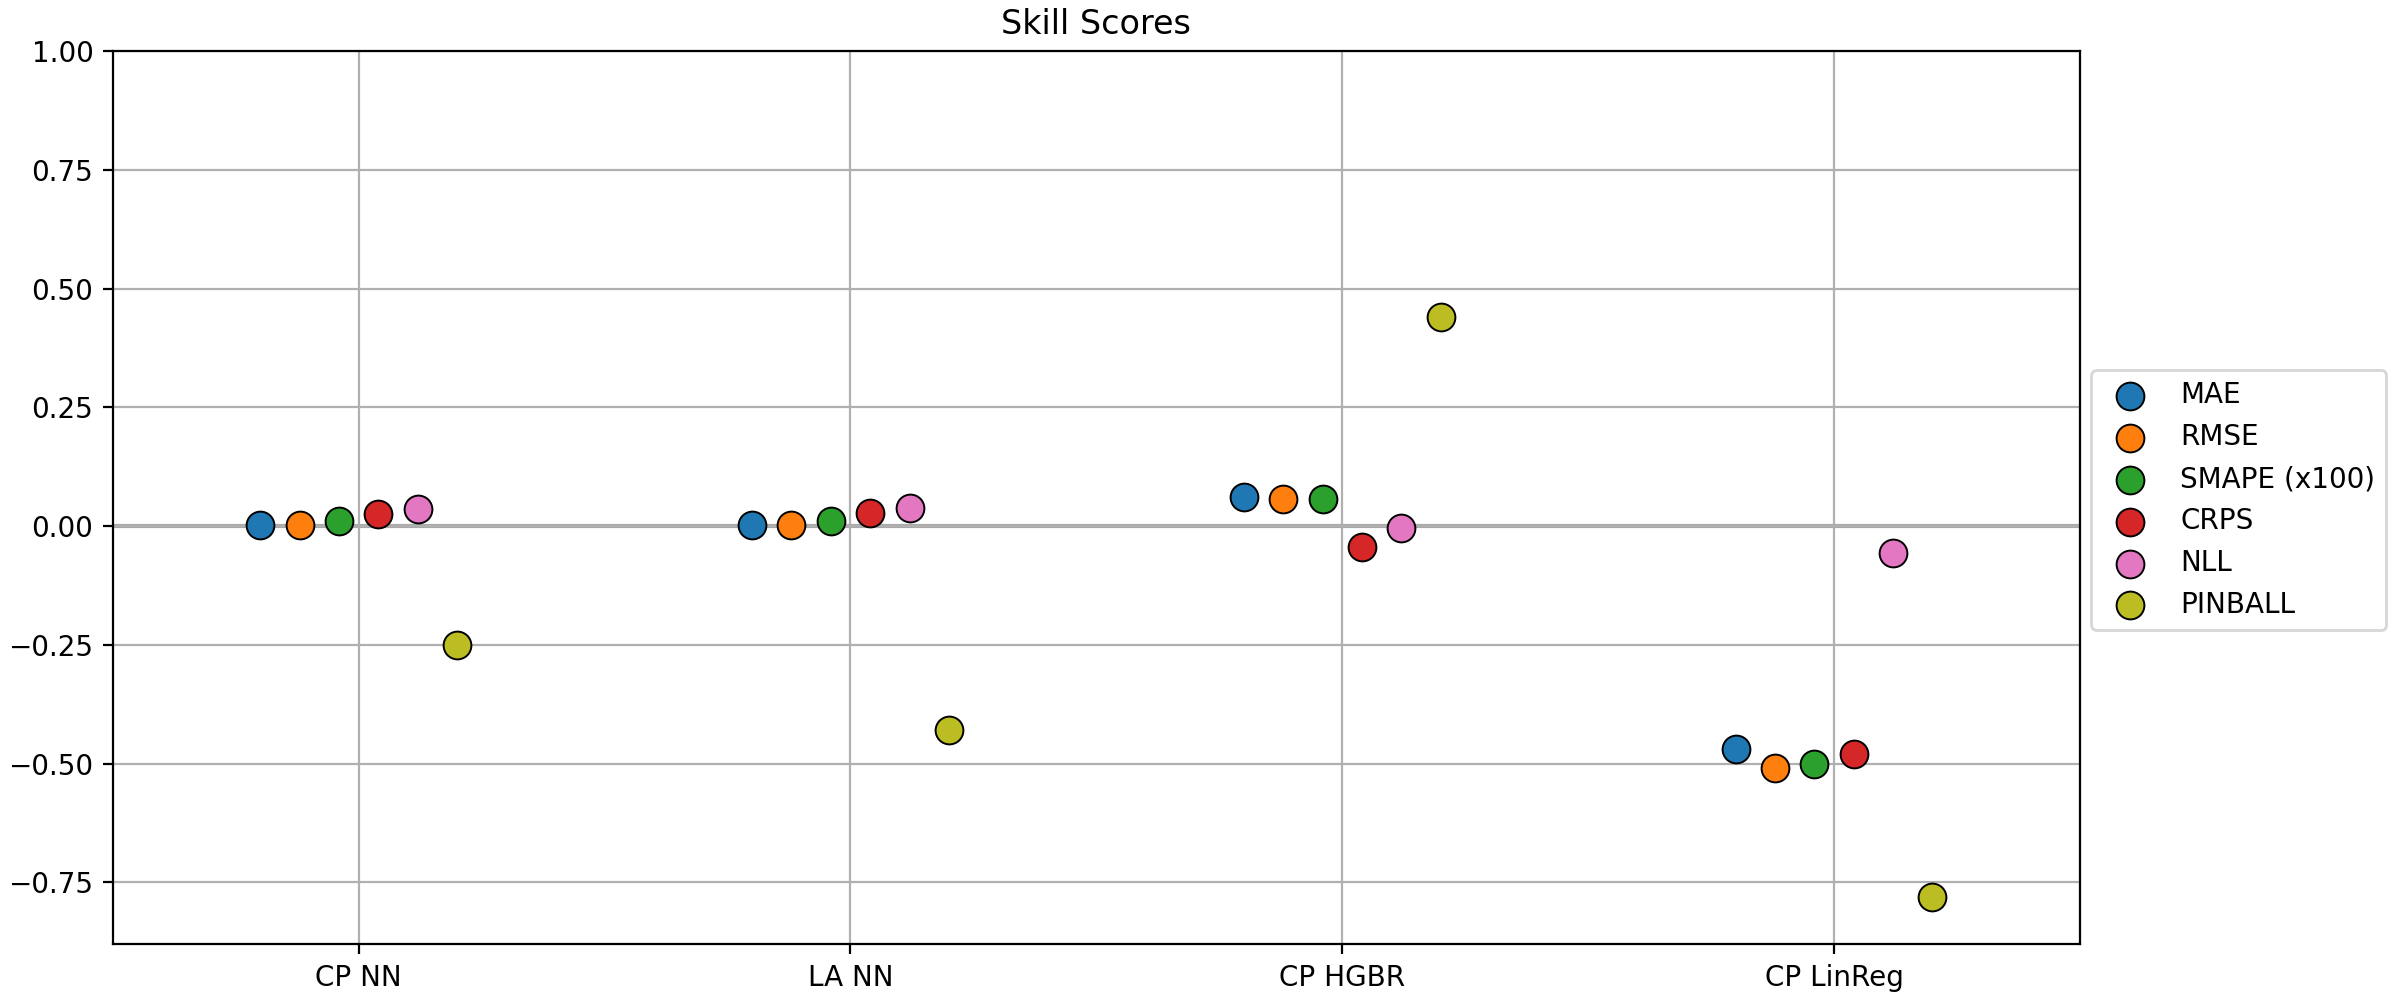 Skill Scores
1.00
0.75
0.50
0.25
0.00
−0.25
−0.50
−0.75
CP NN
LA NN
CP HGBR
CP LinReg
MAE
RMSE
SMAPE (x100)
CRPS
NLL
PINBALL